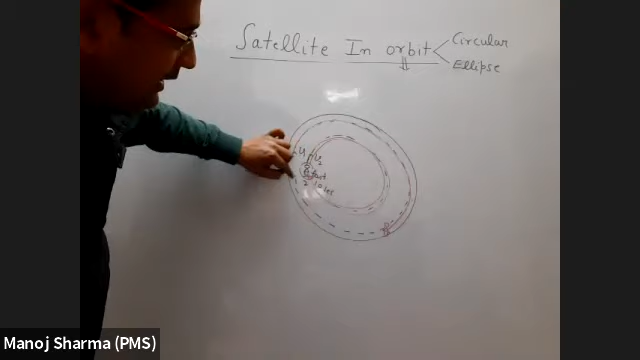 Satellite In orbit
Circular
Ellipse
Manoj Sharma (PMS)